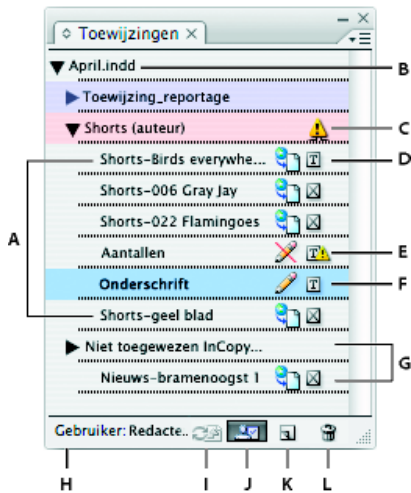 Toewijzingen
April.indd
B
Toewijzing_reportage
Shorts (auteur)
C
Shorts-Birds everywhe...
D
Shorts-006 Gray Jay
Shorts-022 Flamingoes
A
Aantallen
E
Onderschrift
F
Shorts-geel blad
Niet toegewezen InCopy...
G
Nieuws-bramenoogst 1
Gebruiker: Redacte..
H I J K L